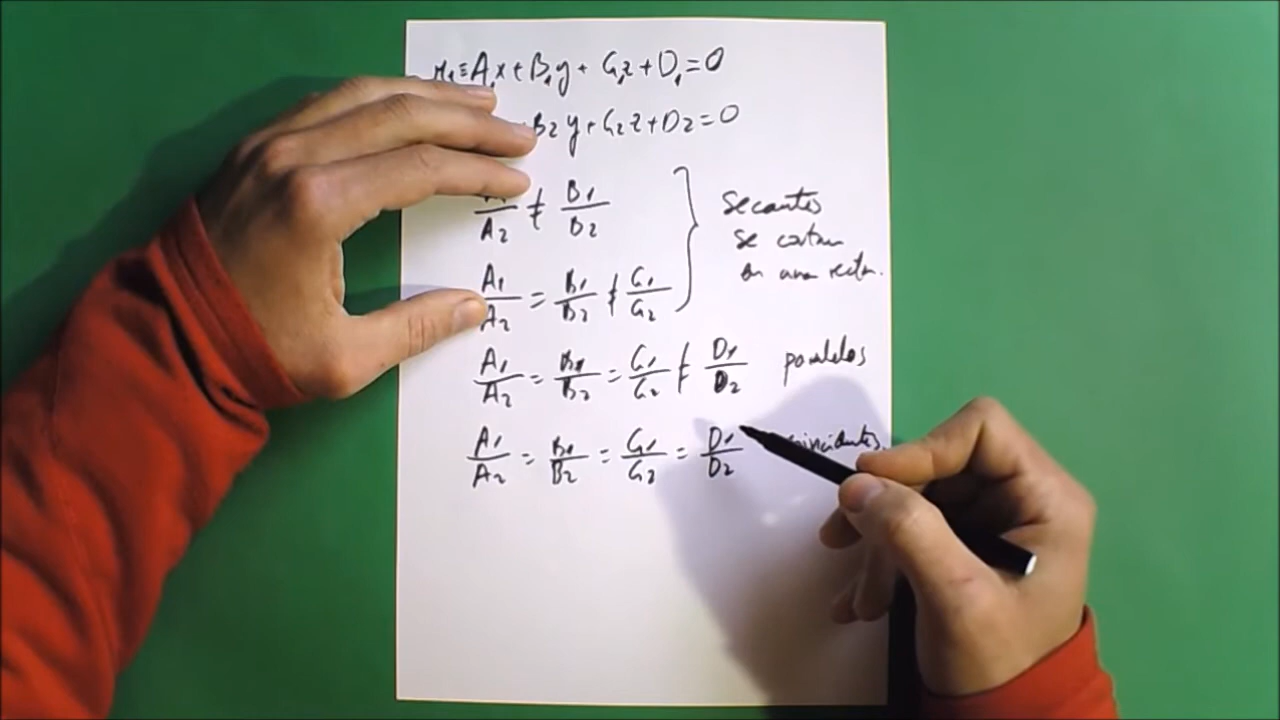 π₁≡A₁x+B₁y+C₁z+D₁=0
B₂y+C₂z+D₂=0
A₁/A₂ ≠ B₁/B₂
secantes
se cortan
en una recta.
A₁/A₂ = B₁/B₂ ≠ C₁/C₂
A₁/A₂ = B₁/B₂ = C₁/C₂ ≠ D₁/D₂ paralelos
A₁/A₂ = B₁/B₂ = C₁/C₂ = D₁/D₂ coincidentes.